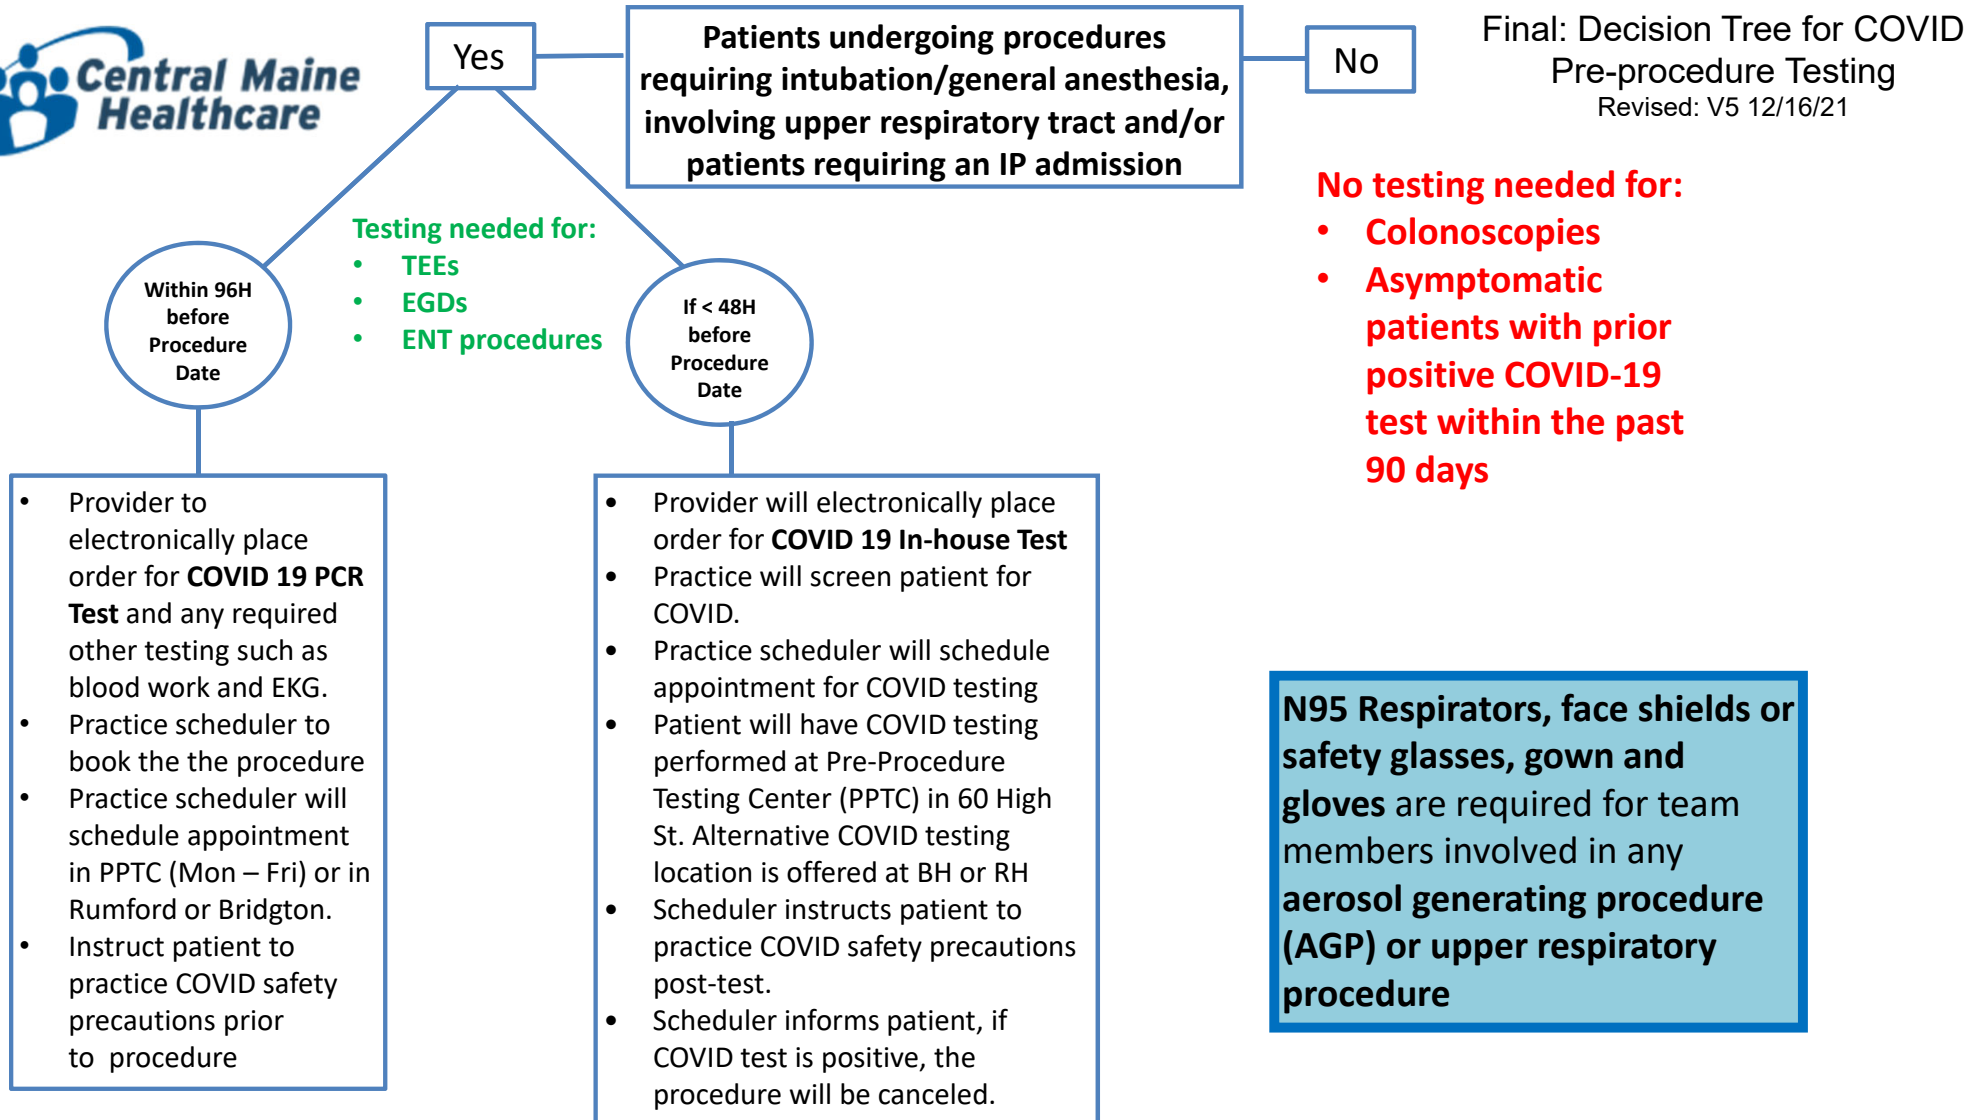 Central Maine
Healthcare
Yes
Patients undergoing procedures
requiring intubation/general anesthesia,
involving upper respiratory tract and/or
patients requiring an IP admission
No
Final: Decision Tree for COVID
Pre-procedure Testing
Revised: V5 12/16/21
Testing needed for:
• TEEs
• EGDs
• ENT procedures
No testing needed for:
• Colonoscopies
• Asymptomatic
patients with prior
positive COVID-19
test within the past
90 days
Within 96H
before
Procedure
Date
If < 48H
before
Procedure
Date
• Provider to
electronically place
order for COVID 19 PCR
Test and any required
other testing such as
blood work and EKG.
• Practice scheduler to
book the the procedure
• Practice scheduler will
schedule appointment
in PPTC (Mon – Fri) or in
Rumford or Bridgton.
• Instruct patient to
practice COVID safety
precautions prior
to procedure
• Provider will electronically place
order for COVID 19 In-house Test
• Practice will screen patient for
COVID.
• Practice scheduler will schedule
appointment for COVID testing
• Patient will have COVID testing
performed at Pre-Procedure
Testing Center (PPTC) in 60 High
St. Alternative COVID testing
location is offered at BH or RH
• Scheduler instructs patient to
practice COVID safety precautions
post-test.
• Scheduler informs patient, if
COVID test is positive, the
procedure will be canceled.
N95 Respirators, face shields or
safety glasses, gown and
gloves are required for team
members involved in any
aerosol generating procedure
(AGP) or upper respiratory
procedure